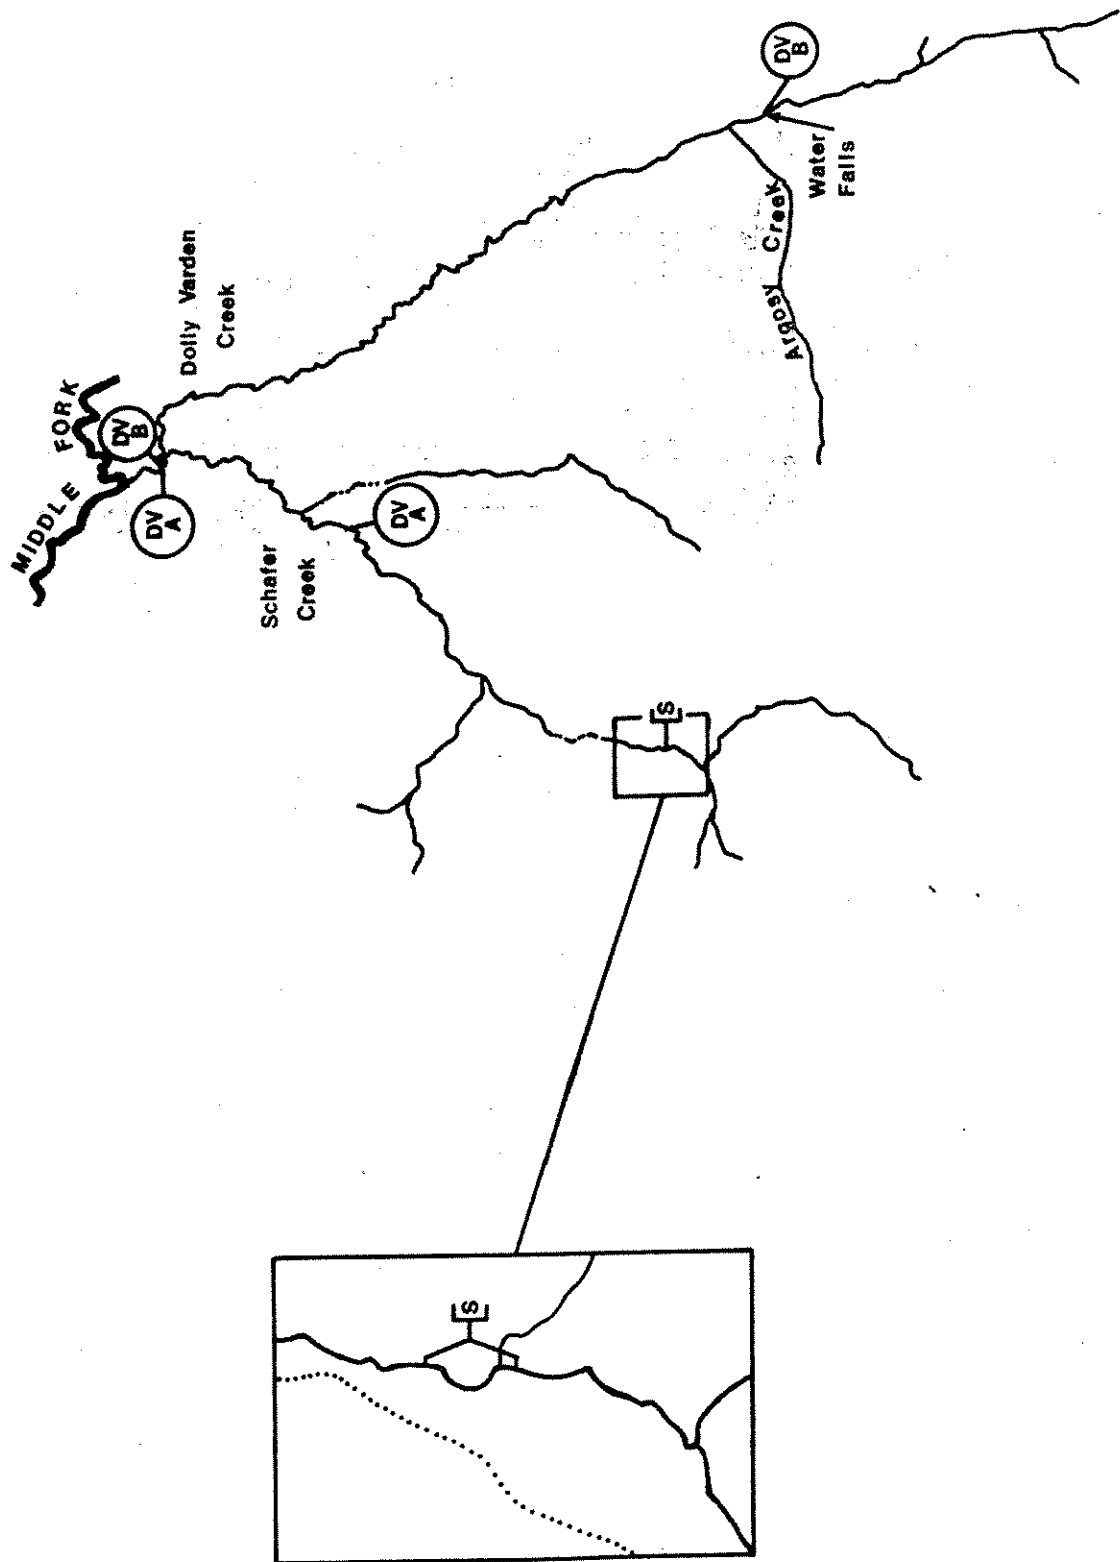 MIDDLE FORK
DV
B
DV
A
Dolly Varden
Creek
Schafer
Creek
DV
A
DV
B
Water
Falls
Argosy Creek
S
S